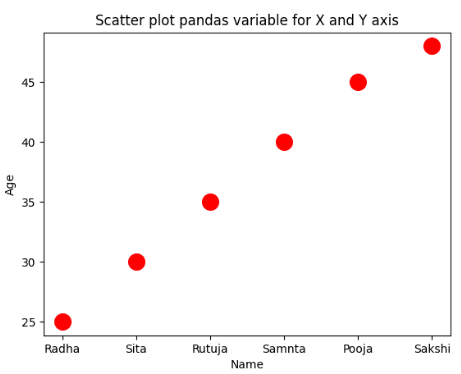 Scatter plot pandas variable for X and Y axis
45
40
35
30
25
Age
Radha Sita Rutuja Samnta Pooja Sakshi
Name